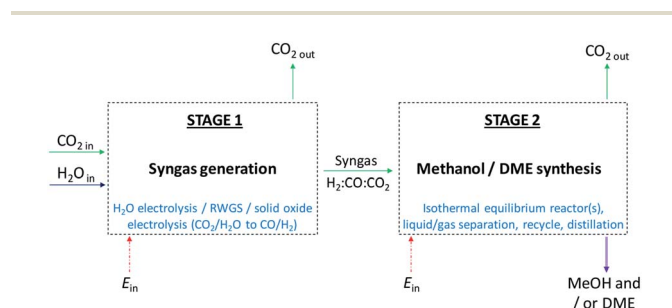 CO₂ out
CO₂ out
STAGE 1
STAGE 2
CO₂ in
Syngas generation
Syngas
Methanol / DME synthesis
H₂O in
H₂:CO:CO₂
H₂O electrolysis / RWGS / solid oxide
electrolysis (CO₂/H₂O to CO/H₂)
Isothermal equilibrium reactor(s),
liquid/gas separation, recycle, distillation
Ein
Ein
MeOH and
/ or DME